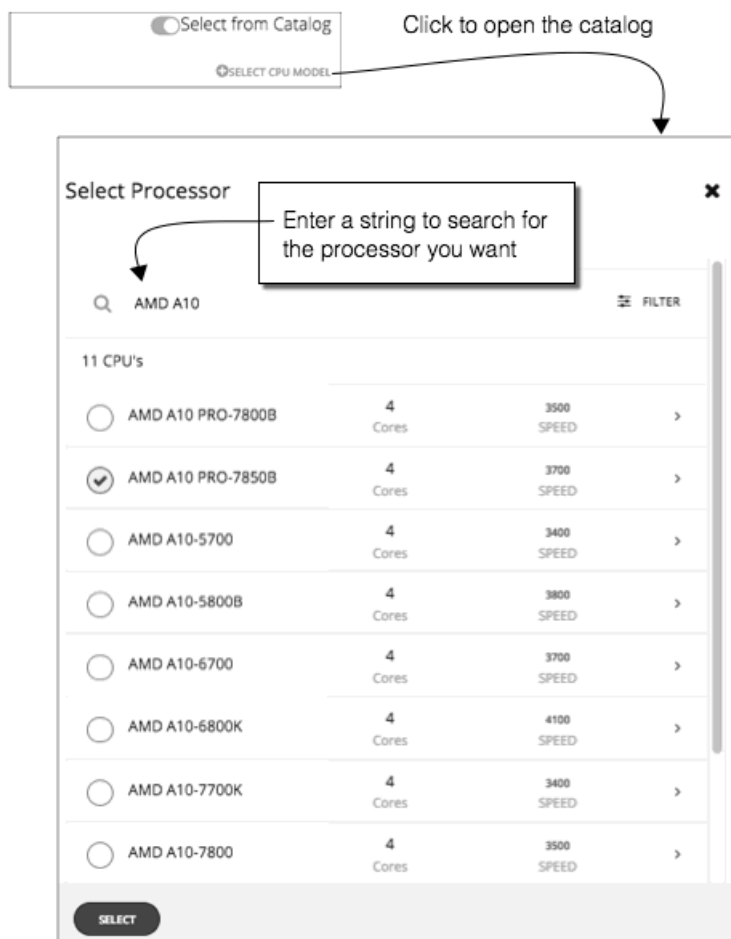 Select from Catalog
Click to open the catalog
SELECT CPU MODEL
Select Processor
Enter a string to search for
the processor you want
AMD A10
FILTER
11 CPU's
AMD A10 PRO-7800B
4
Cores
3500
SPEED
AMD A10 PRO-7850B
4
Cores
3700
SPEED
AMD A10-5700
4
Cores
3400
SPEED
AMD A10-5800B
4
Cores
3800
SPEED
AMD A10-6700
4
Cores
3700
SPEED
AMD A10-6800K
4
Cores
4100
SPEED
AMD A10-7700K
4
Cores
3400
SPEED
AMD A10-7800
4
Cores
3500
SPEED
SELECT